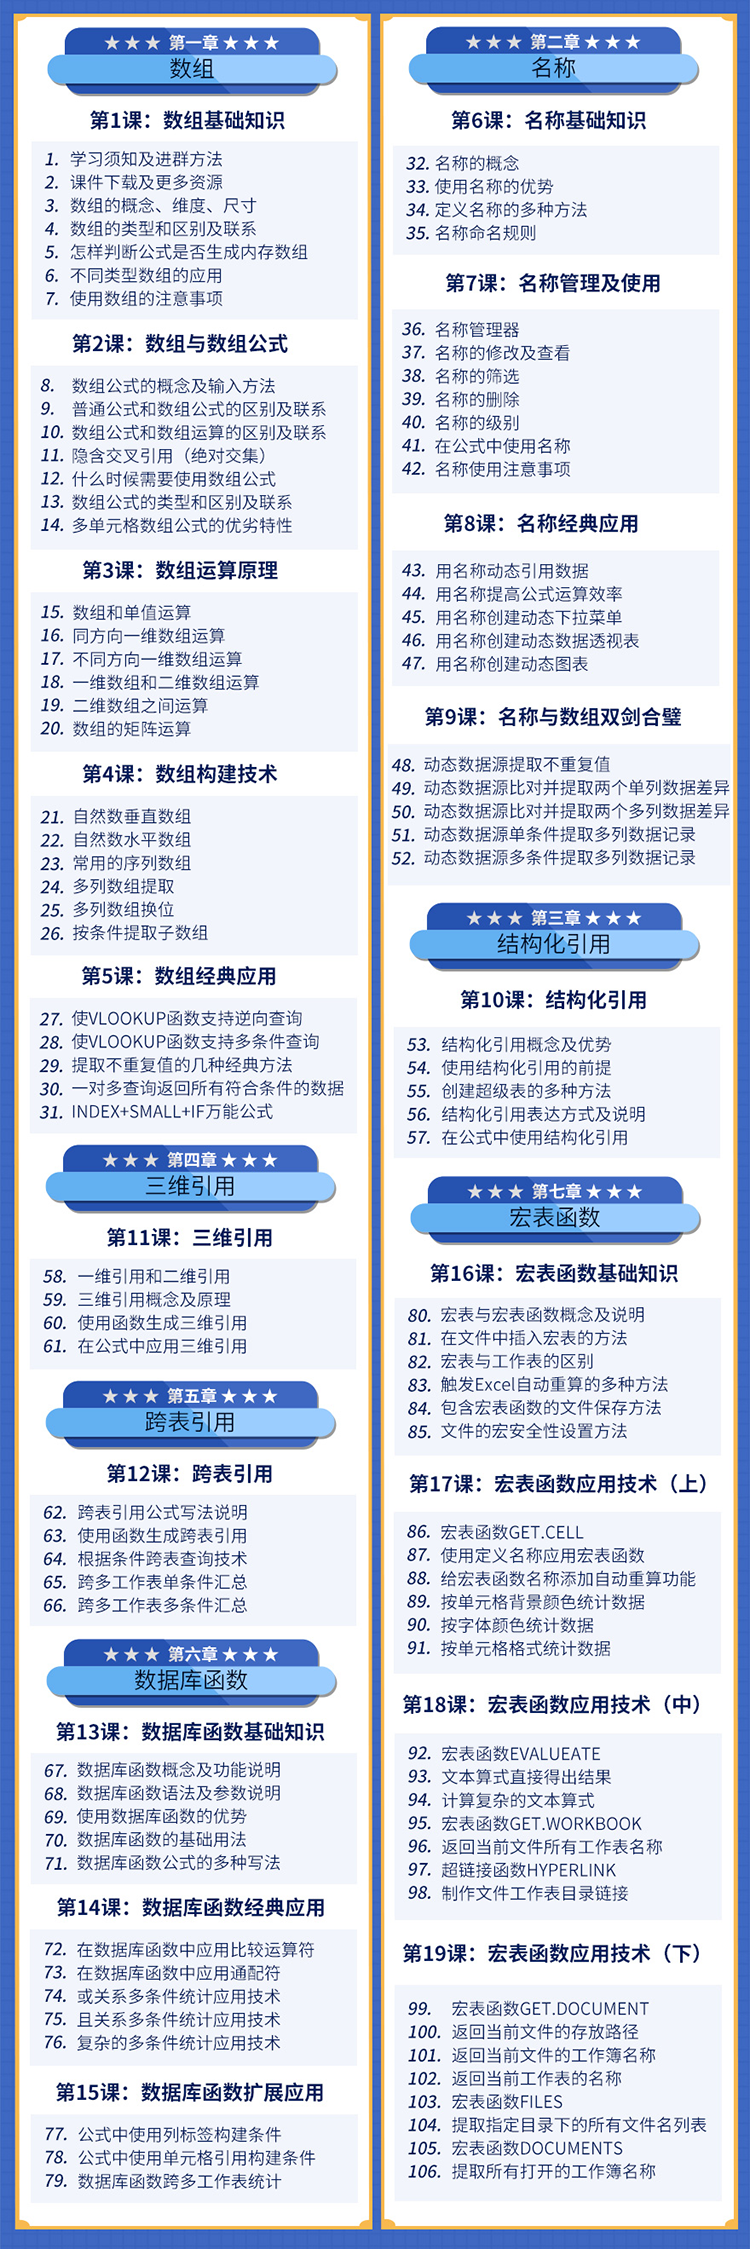 ★★★第一章★★★
数组
第1课：数组基础知识
1. 学习须知及进群方法
2. 课件下载及更多资源
3. 数组的概念、维度、尺寸
4. 数组的类型和区别及联系
5. 怎样判断公式是否生成内存数组
6. 不同类型数组的应用
7. 使用数组的注意事项
第2课：数组与数组公式
8. 数组公式的概念及输入方法
9. 普通公式和数组公式的区别及联系
10. 数组公式和数组运算的区别及联系
11. 隐含交叉引用（绝对交集）
12. 什么时候需要使用数组公式
13. 数组公式的类型和区别及联系
14. 多单元格数组公式的优劣特性
第3课：数组运算原理
15. 数组和单值运算
16. 同方向一维数组运算
17. 不同方向一维数组运算
18. 一维数组和二维数组运算
19. 二维数组之间运算
20. 数组的矩阵运算
第4课：数组构建技术
21. 自然数垂直数组
22. 自然数水平数组
23. 常用的序列数组
24. 多列数组提取
25. 多列数组换位
26. 按条件提取子数组
第5课：数组经典应用
27. 使VLOOKUP函数支持逆向查询
28. 使VLOOKUP函数支持多条件查询
29. 提取不重复值的几种经典方法
30. 一对多查询返回所有符合条件的数据
31. INDEX+SMALL+IF万能公式
★★★第四章★★★
三维引用
第11课：三维引用
58. 一维引用和二维引用
59. 三维引用概念及原理
60. 使用函数生成三维引用
61. 在公式中应用三维引用
★★★第五章★★★
跨表引用
第12课：跨表引用
62. 跨表引用公式写法说明
63. 使用函数生成跨表引用
64. 根据条件跨表查询技术
65. 跨多工作表单条件汇总
66. 跨多工作表多条件汇总
★★★第六章★★★
数据库函数
第13课：数据库函数基础知识
67. 数据库函数概念及功能说明
68. 数据库函数语法及参数说明
69. 使用数据库函数的优势
70. 数据库函数的基础用法
71. 数据库函数公式的多种写法
第14课：数据库函数经典应用
72. 在数据库函数中应用比较运算符
73. 在数据库函数中应用通配符
74. 或关系多条件统计应用技术
75. 且关系多条件统计应用技术
76. 复杂的多条件统计应用技术
第15课：数据库函数扩展应用
77. 公式中使用列标签构建条件
78. 公式中使用单元格引用构建条件
79. 数据库函数跨多工作表统计
★★★第二章★★★
名称
第6课：名称基础知识
32. 名称的概念
33. 使用名称的优势
34. 定义名称的多种方法
35. 名称命名规则
第7课：名称管理及使用
36. 名称管理器
37. 名称的修改及查看
38. 名称的筛选
39. 名称的删除
40. 名称的级别
41. 在公式中使用名称
42. 名称使用注意事项
第8课：名称经典应用
43. 用名称动态引用数据
44. 用名称提高公式运算效率
45. 用名称创建动态下拉菜单
46. 用名称创建动态数据透视表
47. 用名称创建动态图表
第9课：名称与数组双剑合璧
48. 动态数据源提取不重复值
49. 动态数据源比对并提取两个单列数据差异
50. 动态数据源比对并提取两个多列数据差异
51. 动态数据源单条件提取多列数据记录
52. 动态数据源多条件提取多列数据记录
★★★第三章★★★
结构化引用
第10课：结构化引用
53. 结构化引用概念及优势
54. 使用结构化引用的前提
55. 创建超级表的多种方法
56. 结构化引用表达方式及说明
57. 在公式中使用结构化引用
★★★第七章★★★
宏表函数
第16课：宏表函数基础知识
80. 宏表与宏表函数概念及说明
81. 在文件中插入宏表的方法
82. 宏表与工作表的区别
83. 触发Excel自动重算的多种方法
84. 包含宏表函数的文件保存方法
85. 文件的宏安全性设置方法
第17课：宏表函数应用技术（上）
86. 宏表函数GET.CELL
87. 使用定义名称应用宏表函数
88. 给宏表函数名称添加自动重算功能
89. 按单元格背景颜色统计数据
90. 按字体颜色统计数据
91. 按单元格格式统计数据
第18课：宏表函数应用技术（中）
92. 宏表函数EVALUEATE
93. 文本算式直接得出结果
94. 计算复杂的文本算式
95. 宏表函数GET.WORKBOOK
96. 返回当前文件所有工作表名称
97. 超链接函数HYPERLINK
98. 制作文件工作表目录链接
第19课：宏表函数应用技术（下）
99. 宏表函数GET.DOCUMENT
100. 返回当前文件的存放路径
101. 返回当前文件的工作簿名称
102. 返回当前工作表的名称
103. 宏表函数FILES
104. 提取指定目录下的所有文件名列表
105. 宏表函数DOCUMENTS
106. 提取所有打开的工作簿名称